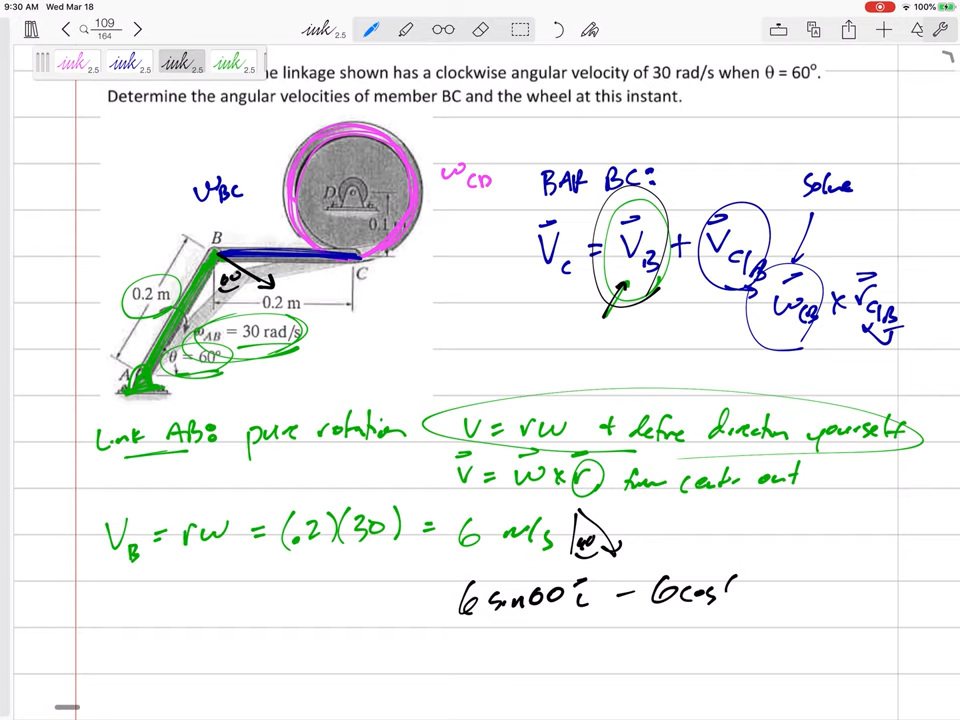 9:30 AM Wed Mar 18
100%
109
164
ink 2.5
ink 2.5 ink 2.5 ink 2.5 ink 2.5
he linkage shown has a clockwise angular velocity of 30 rad/s when θ = 60°.
Determine the angular velocities of member BC and the wheel at this instant.
ωBC
ωCD
BAR BC:
Solve
D
0.1
V̄C = V̄B + V̄C/B
ω̄CB × r̄C/B
B
C
60°
0.2 m
0.2 m
ωAB = 30 rad/s
θ = 60°
A
Link AB: pure rotation V = rω + define direction yourself
V̄ = ω̄ × r̄ from center out
VB = rω = (.2)(30) = 6 m/s 60
6 sin60 ī - 6cos